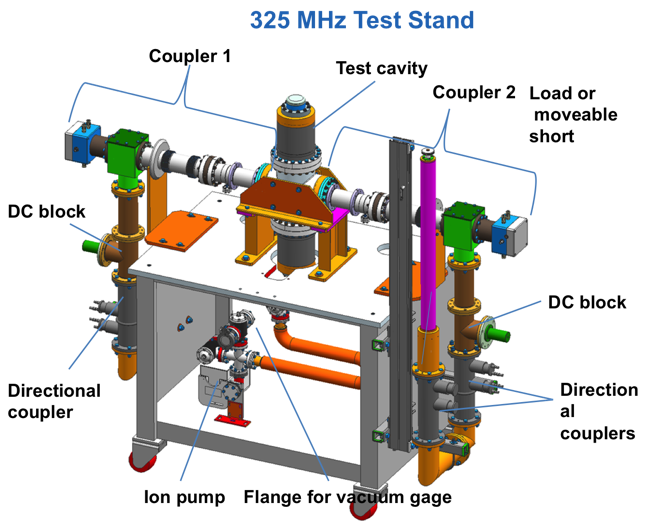 325 MHz Test Stand
Coupler 1
Test cavity
Coupler 2
Load or
moveable
short
DC block
DC block
Directional
coupler
Direction
al
couplers
Ion pump
Flange for vacuum gage